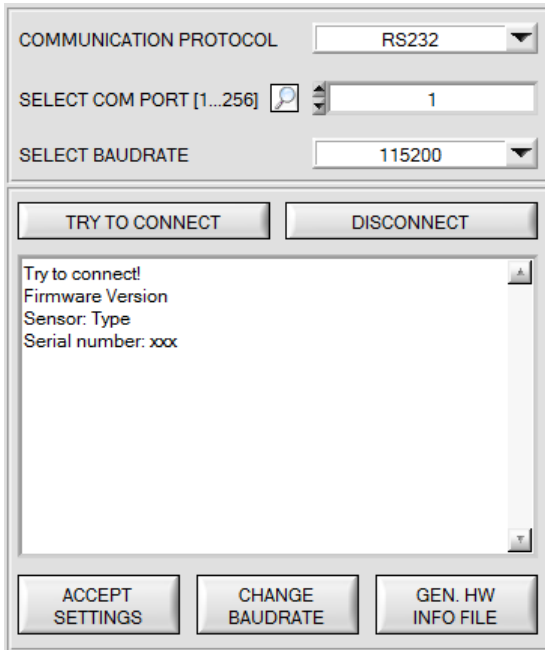 COMMUNICATION PROTOCOL RS232
SELECT COM PORT [1...256] 1
SELECT BAUDRATE 115200
TRY TO CONNECT DISCONNECT
Try to connect!
Firmware Version
Sensor: Type
Serial number: xxx
ACCEPT SETTINGS
CHANGE BAUDRATE
GEN. HW INFO FILE